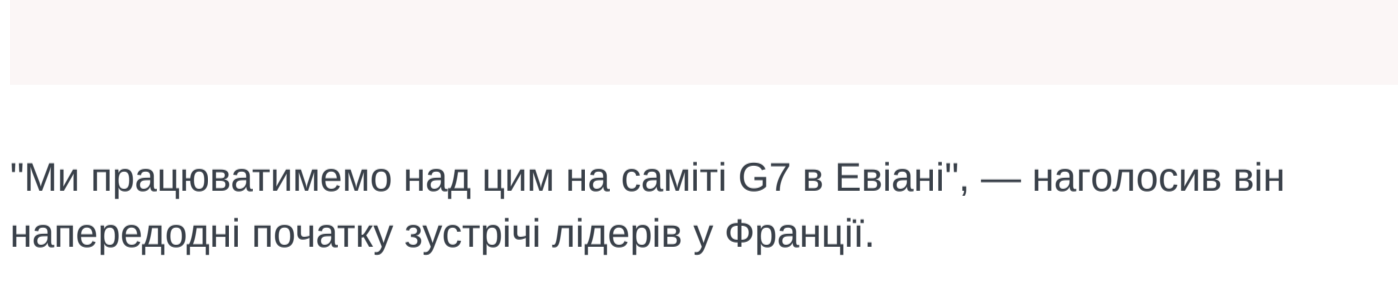 "Ми працюватимемо над цим на саміті G7 в Евіані", — наголосив він
напередодні початку зустрічі лідерів у Франції.